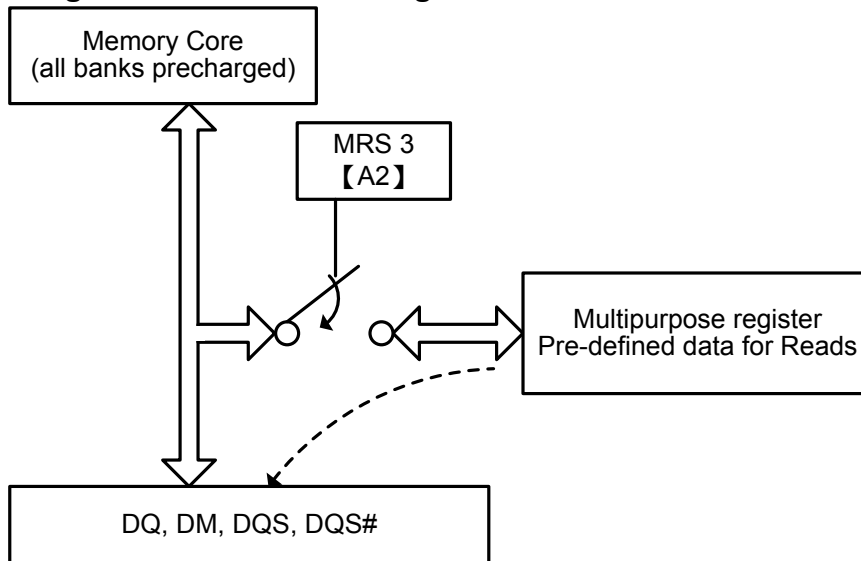 Memory Core
(all banks precharged)
MRS 3
【A2】
Multipurpose register
Pre-defined data for Reads
DQ, DM, DQS, DQS#